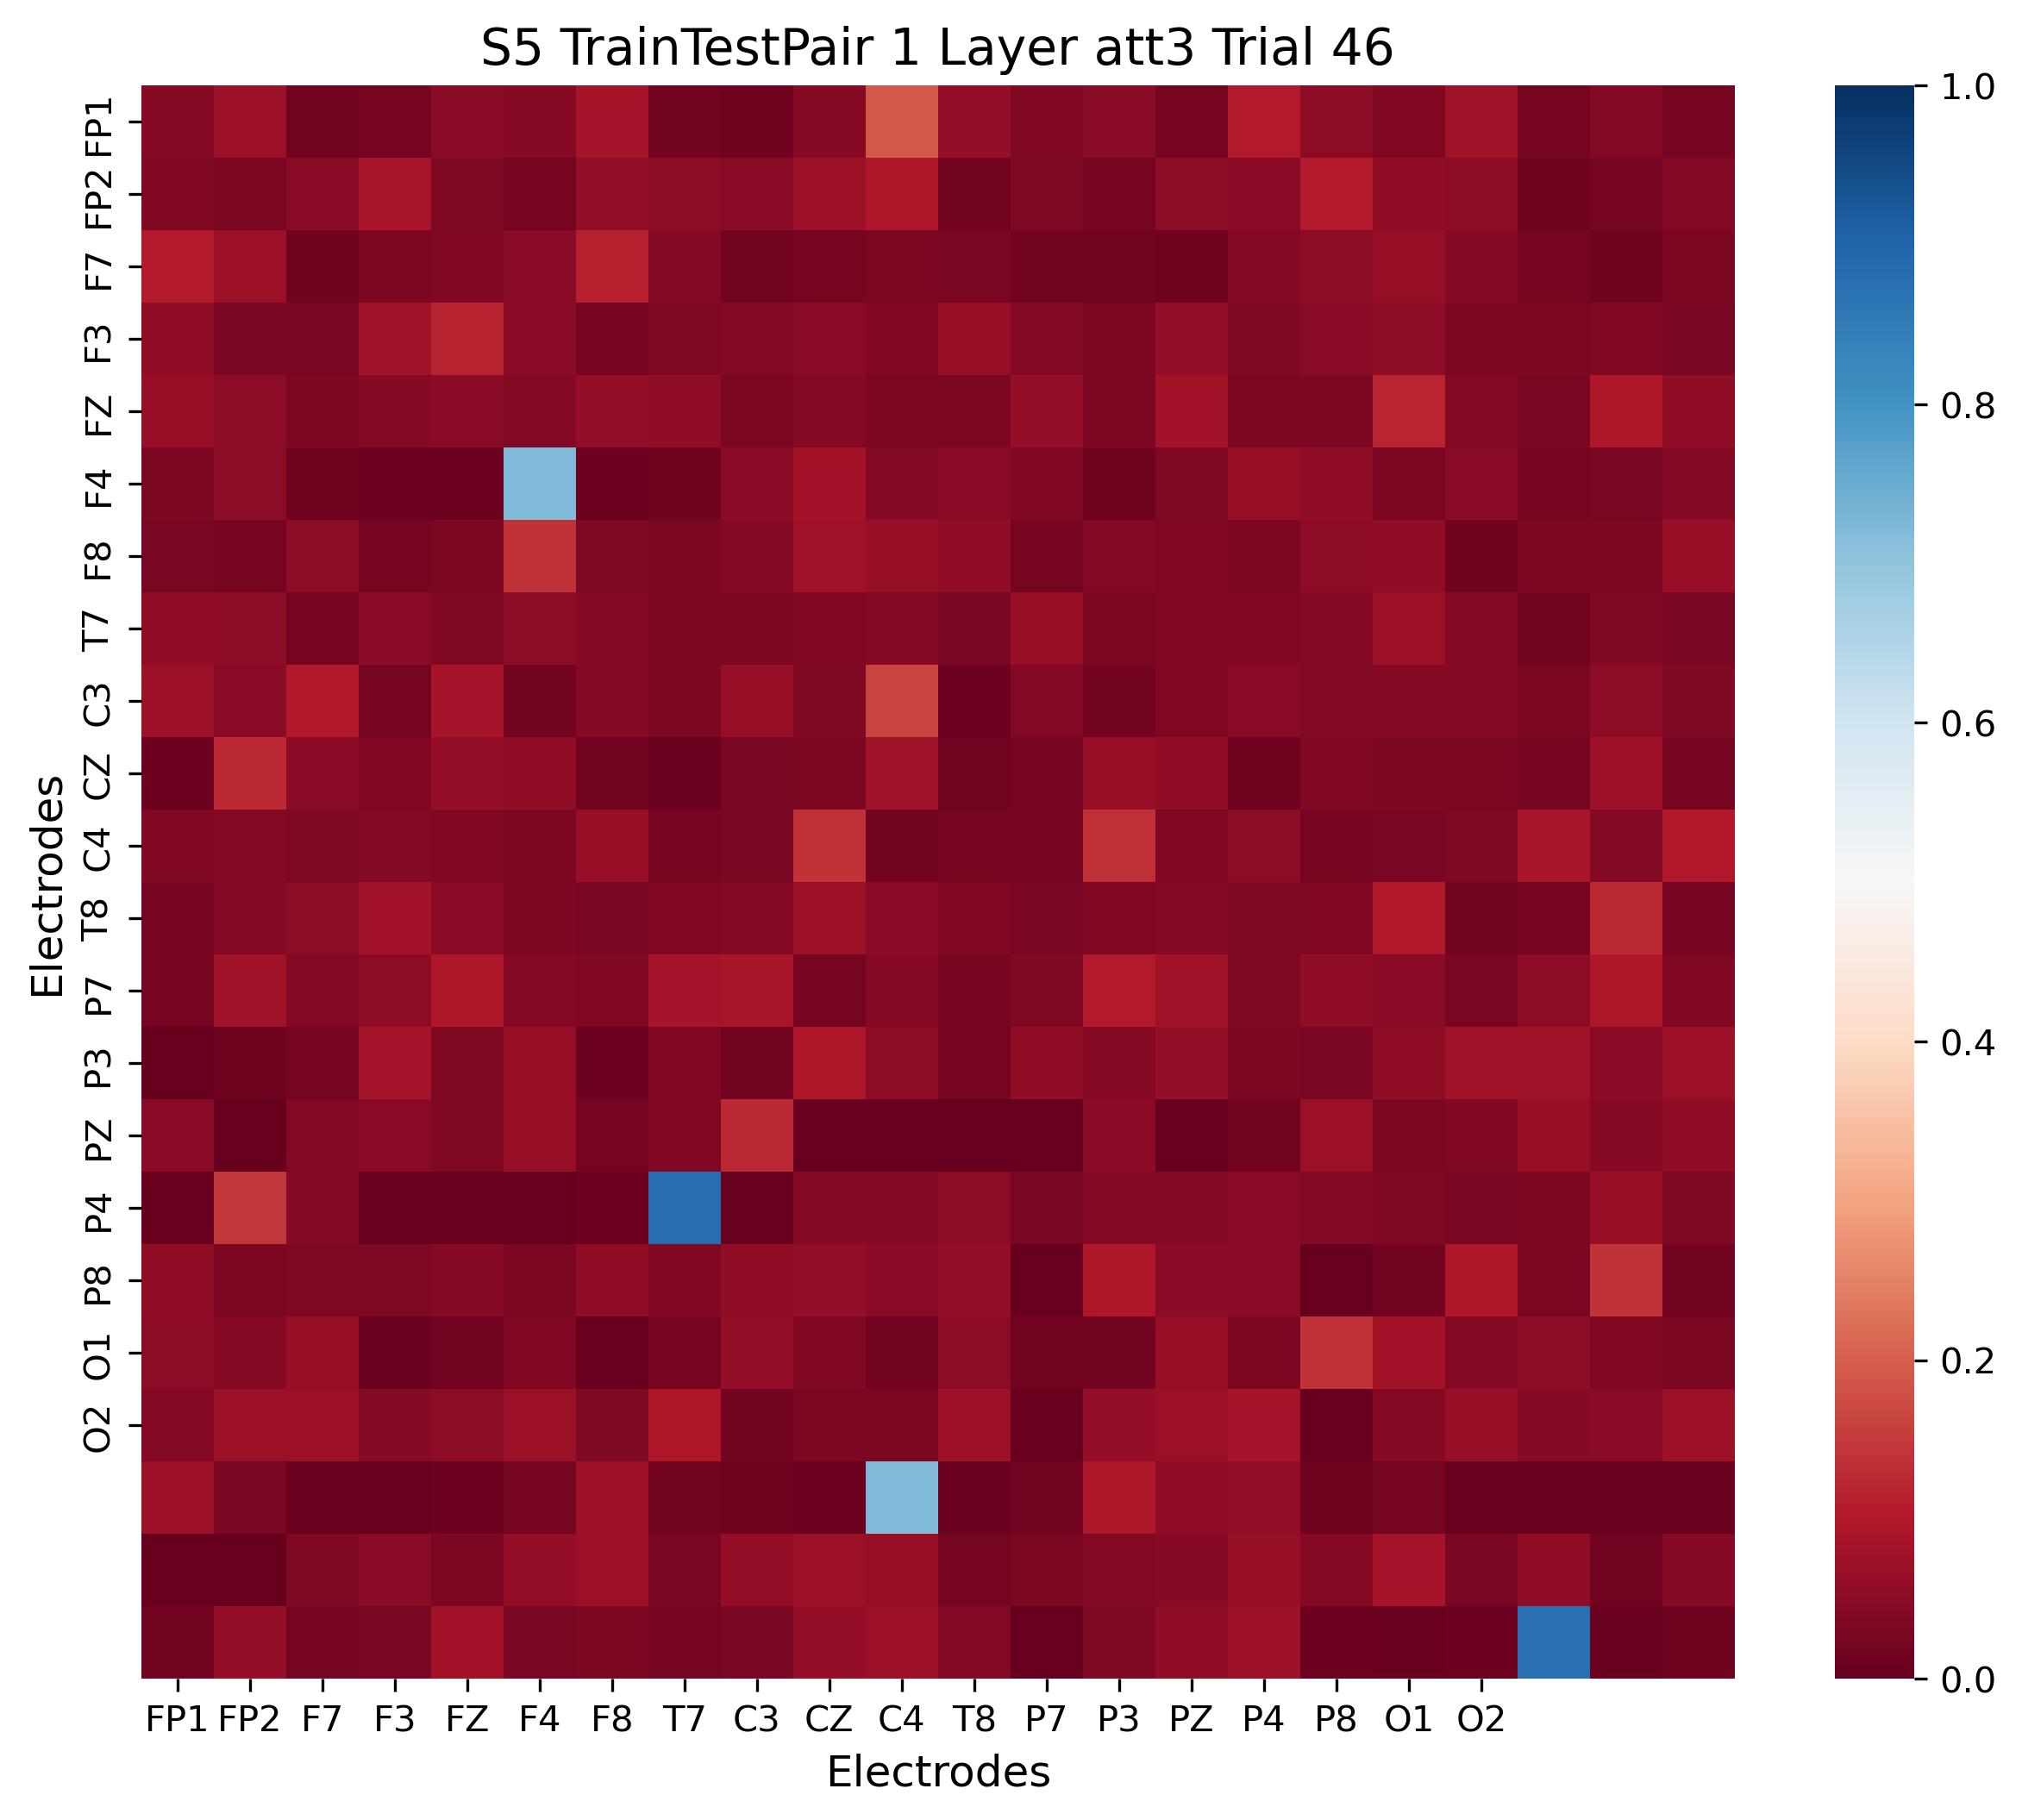 S5 TrainTestPair 1 Layer att3 Trial 46
Electrodes
FP1
FP2
F7
F3
FZ
F4
F8
T7
C3
CZ
C4
T8
P7
P3
PZ
P4
P8
O1
O2
FP1 FP2 F7 F3 FZ F4 F8 T7 C3 CZ C4 T8 P7 P3 PZ P4 P8 O1 O2
Electrodes
1.0
0.8
0.6
0.4
0.2
0.0